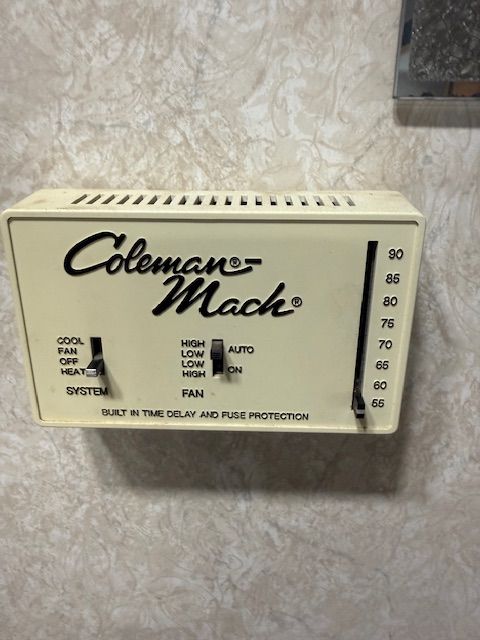 Coleman®-
Mach®
COOL
FAN
OFF
HEAT
SYSTEM
HIGH
LOW
LOW
HIGH
AUTO
ON
FAN
90
85
80
75
70
65
60
55
BUILT IN TIME DELAY AND FUSE PROTECTION